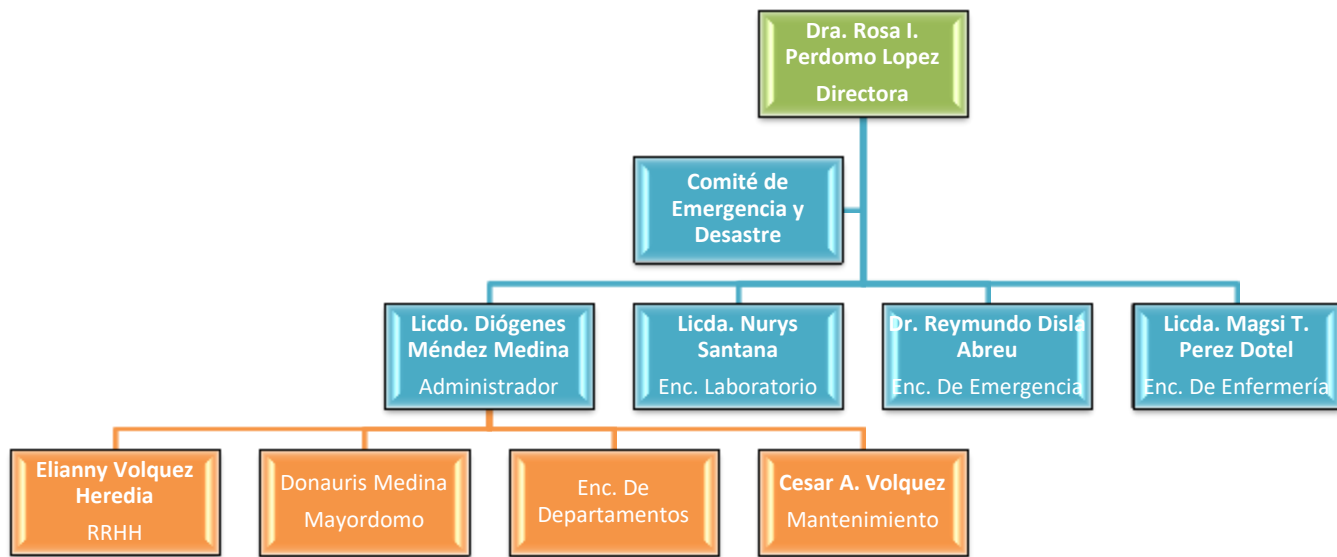 Dra. Rosa I.
Perdomo Lopez
Directora
Comité de
Emergencia y
Desastre
Licdo. Diógenes
Méndez Medina
Administrador
Licda. Nurys
Santana
Enc. Laboratorio
Dr. Reymundo Disla
Abreu
Enc. De Emergencia
Licda. Magsi T.
Perez Dotel
Enc. De Enfermería
Elianny Volquez
Heredia
RRHH
Donauris Medina
Mayordomo
Enc. De
Departamentos
Cesar A. Volquez
Mantenimiento